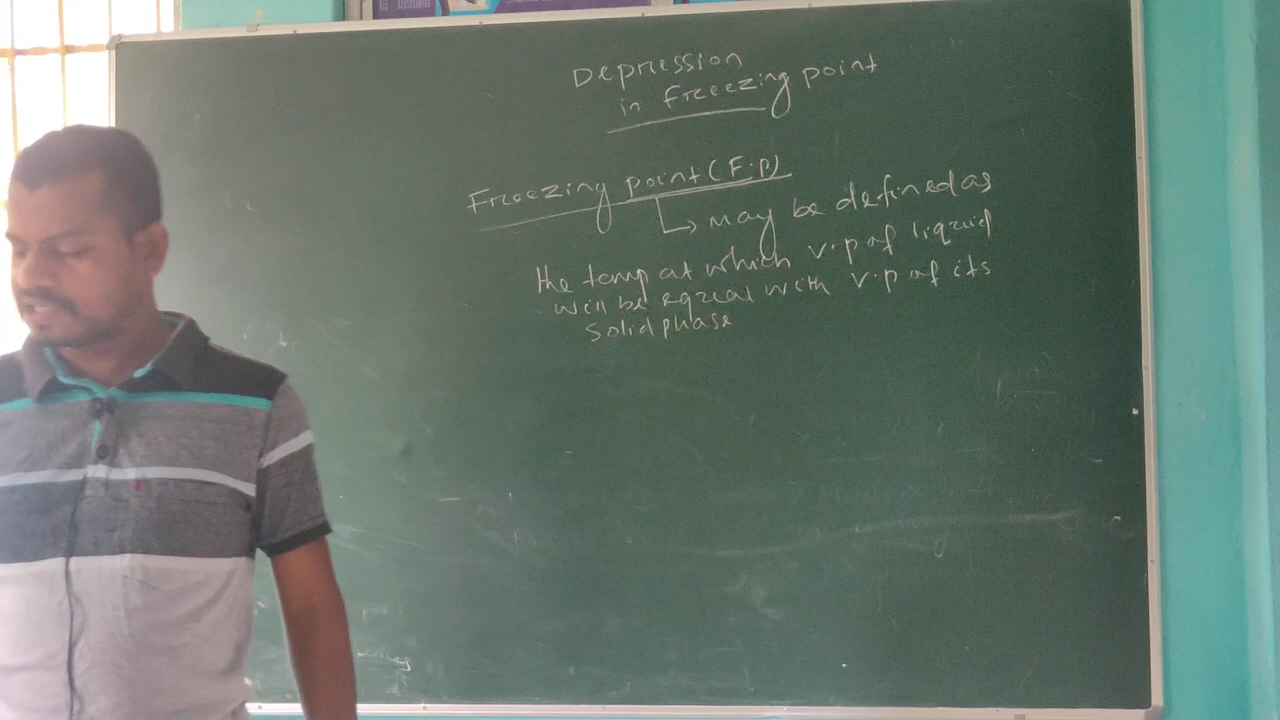 Depression
in freezing point
Freezing point (F.p)
↳ may be defined as
the temp at which v.p of liquid
will be equal with v.p of its
solid phase